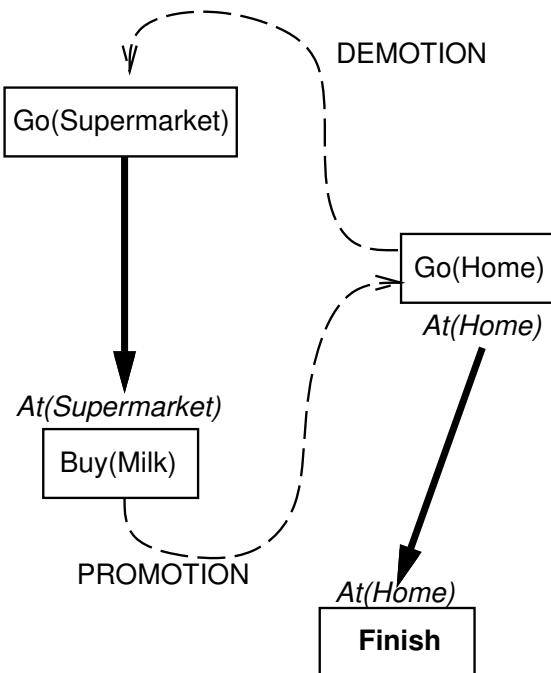 DEMOTION
Go(Supermarket)
Go(Home)
At(Home)
At(Supermarket)
Buy(Milk)
PROMOTION
At(Home)
Finish